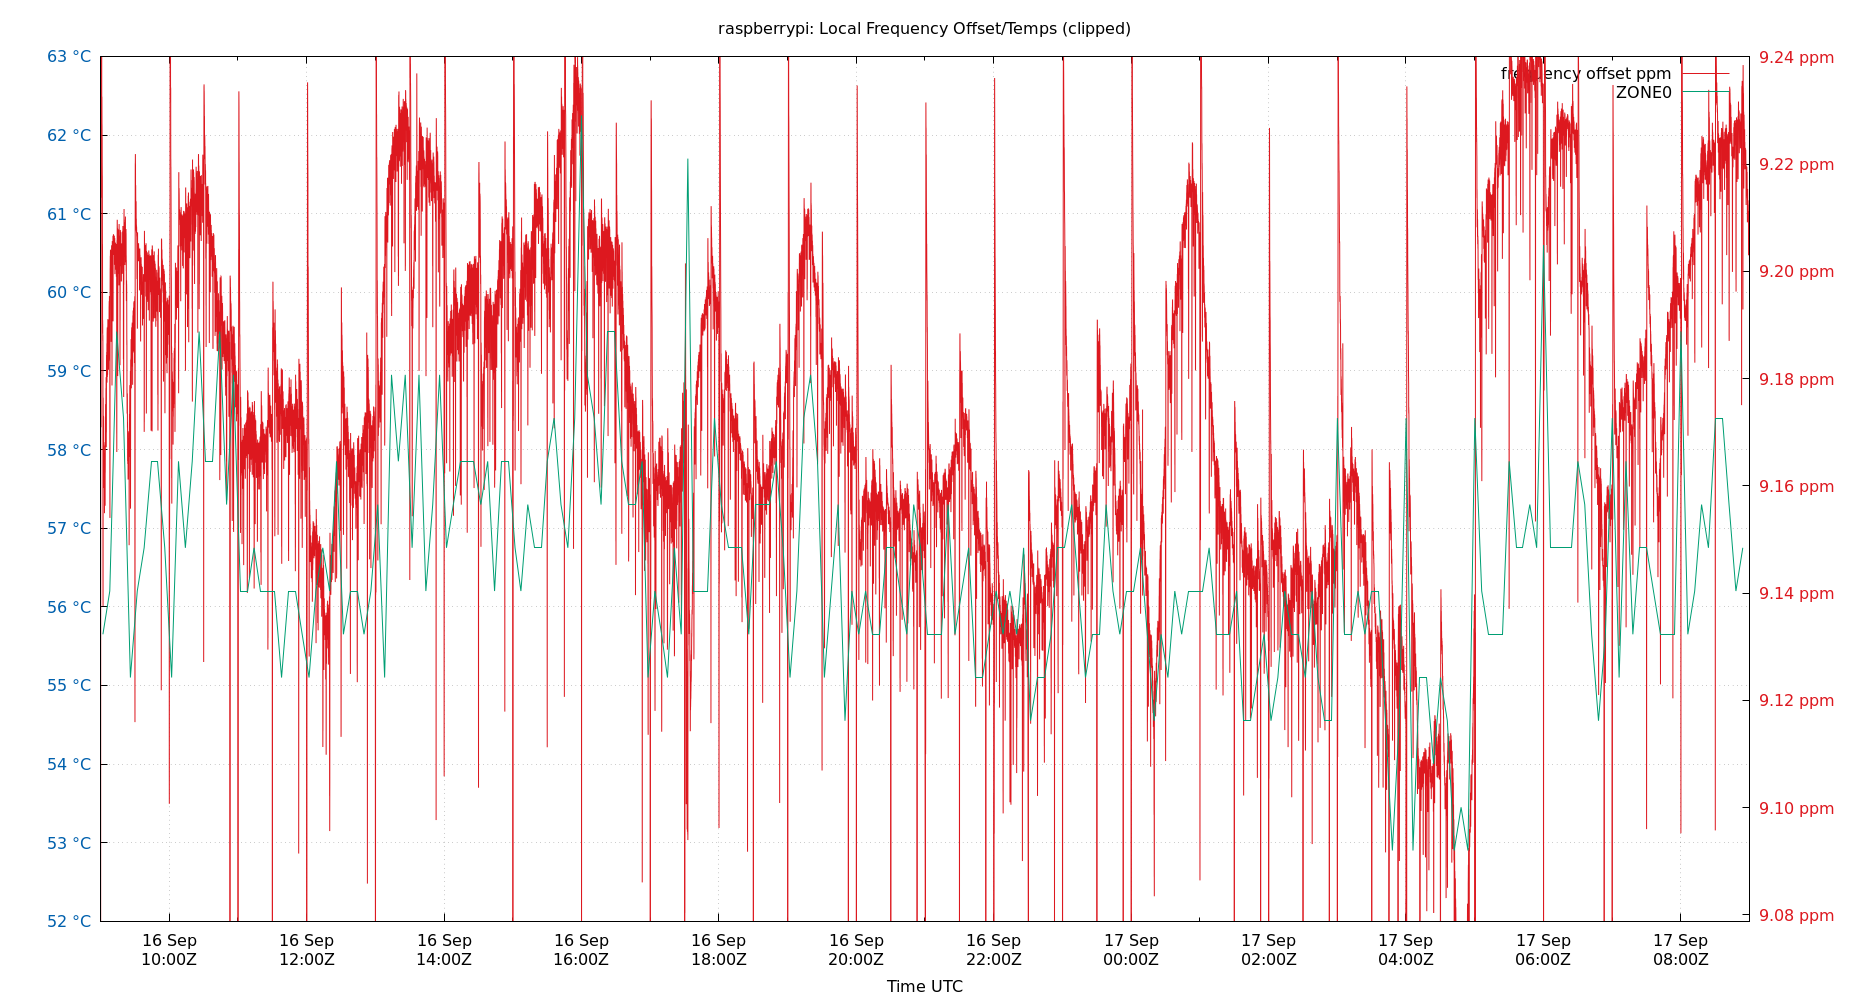 raspberrypi: Local Frequency Offset/Temps (clipped)
63 °C
62 °C
61 °C
60 °C
59 °C
58 °C
57 °C
56 °C
55 °C
54 °C
53 °C
52 °C
9.24 ppm
9.22 ppm
9.20 ppm
9.18 ppm
9.16 ppm
9.14 ppm
9.12 ppm
9.10 ppm
9.08 ppm
frequency offset ppm
ZONE0
16 Sep
10:00Z
16 Sep
12:00Z
16 Sep
14:00Z
16 Sep
16:00Z
16 Sep
18:00Z
16 Sep
20:00Z
16 Sep
22:00Z
17 Sep
00:00Z
17 Sep
02:00Z
17 Sep
04:00Z
17 Sep
06:00Z
17 Sep
08:00Z
Time UTC